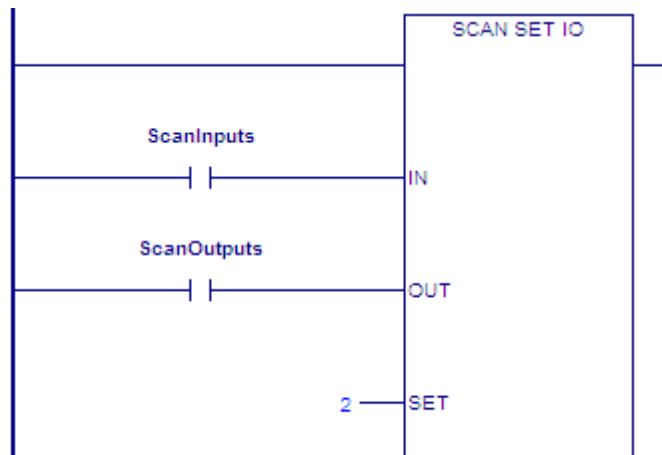 SCAN SET IO
ScanInputs
IN
ScanOutputs
OUT
2 SET